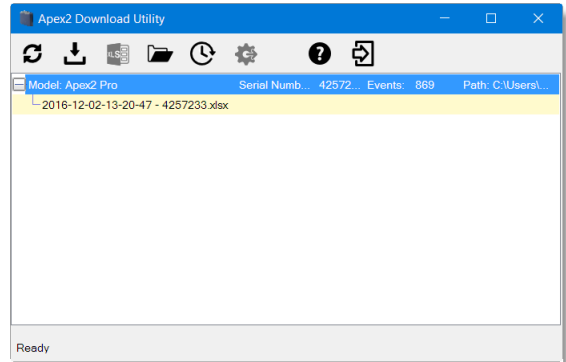 Apex2 Download Utility
XLS
Model: Apex2 Pro Serial Numb... 42572... Events: 869 Path: C:\Users\...
2016-12-02-13-20-47 - 4257233.xlsx
Ready